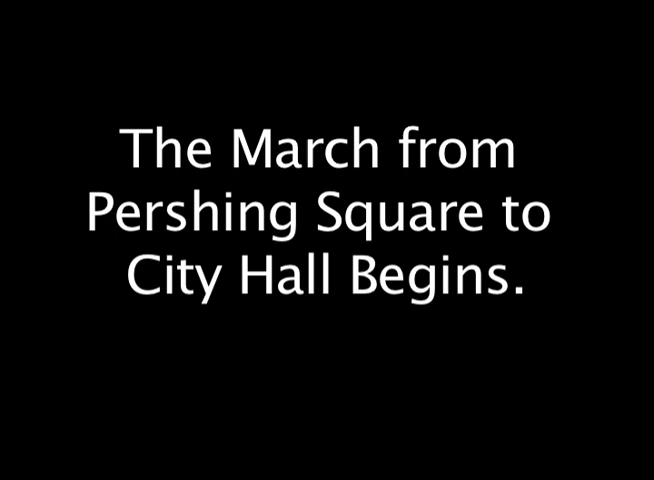 The March from
Pershing Square to
City Hall Begins.